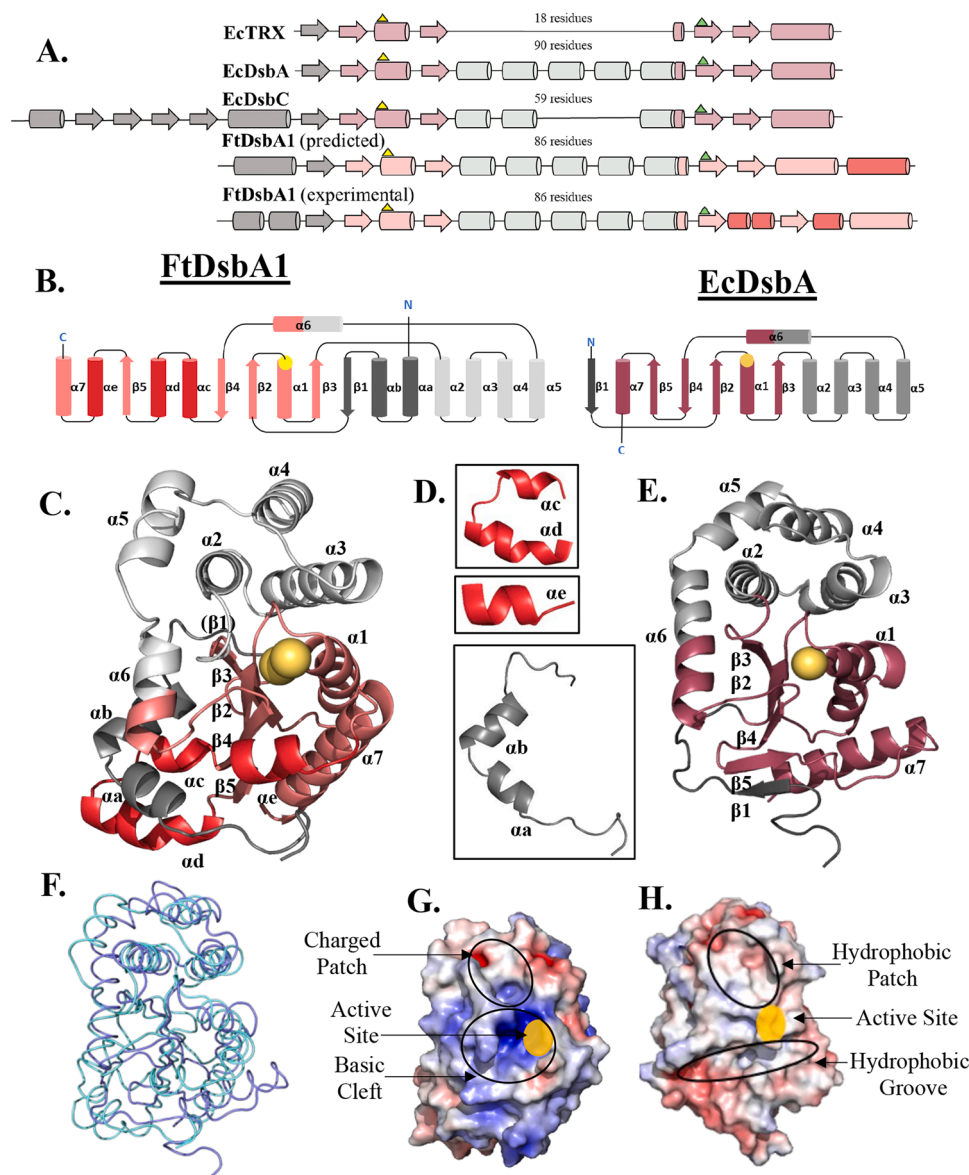 A.
EcTRX
18 residues
90 residues
EcDsbA
EcDsbC
59 residues
FtDsbA1 (predicted)
86 residues
FtDsbA1 (experimental)
86 residues
B.
FtDsbA1
EcDsbA
N
α6
C
α7 αe β5 αd αc β4 β2 α1 β3 β1 αb αa α2 α3 α4 α5
N
α6
β1 α7 β5 β4 β2 α1 β3 α2 α3 α4 α5
C
C.
α4
α5
α2
α3
(β1)
α1
α6
β3
β2
αb
β4
α7
αc
β5
αa
αe
αd
D.
αc
αd
αe
αb
αa
E.
α5
α4
α2
α3
α6
α1
β3
β2
β4
α7
β5
β1
F.
G.
Charged
Patch
Active
Site
Basic
Cleft
H.
Hydrophobic
Patch
Active Site
Hydrophobic
Groove